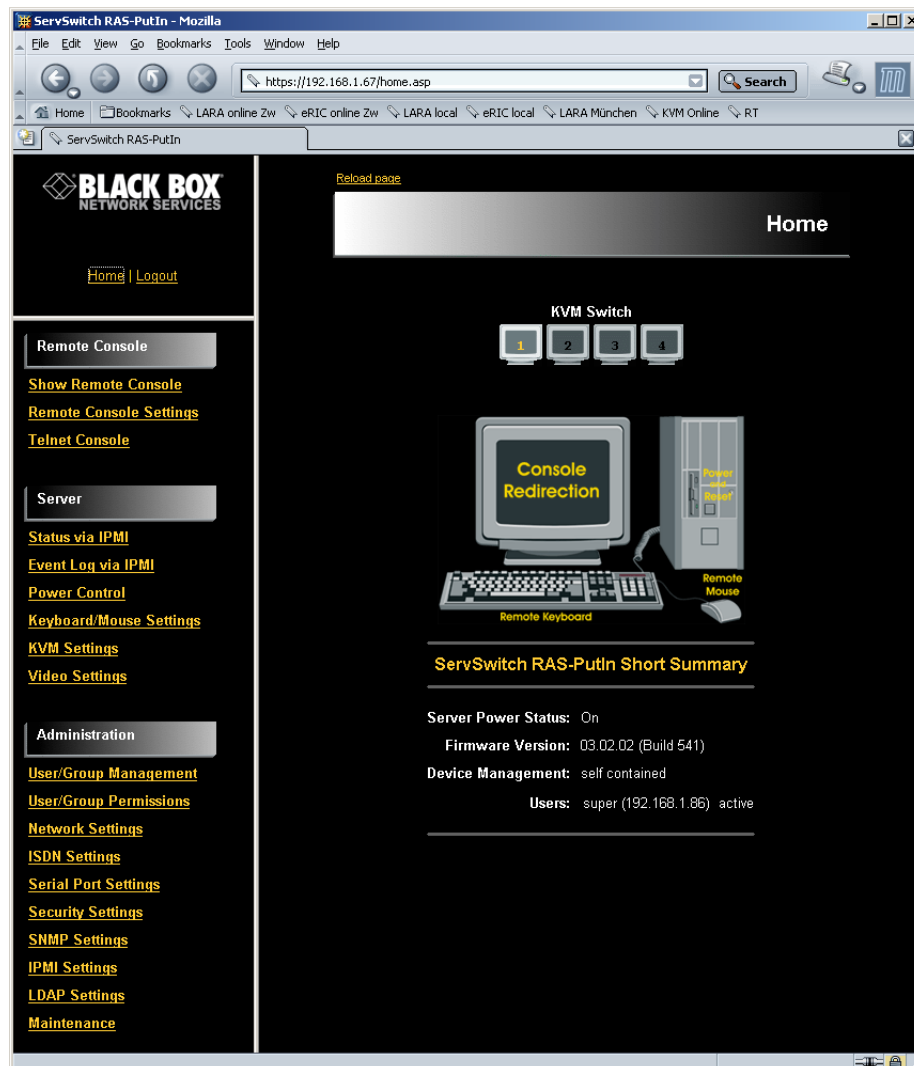 ServSwitch RAS-PutIn - Mozilla
File Edit View Go Bookmarks Tools Window Help
https://192.168.1.67/home.asp
Search
Home Bookmarks LARA online Zw eRIC online Zw LARA local eRIC local LARA München KVM Online RT
ServSwitch RAS-PutIn
BLACK BOX
NETWORK SERVICES
Home | Logout
Remote Console
Show Remote Console
Remote Console Settings
Telnet Console
Server
Status via IPMI
Event Log via IPMI
Power Control
Keyboard/Mouse Settings
KVM Settings
Video Settings
Administration
User/Group Management
User/Group Permissions
Network Settings
ISDN Settings
Serial Port Settings
Security Settings
SNMP Settings
IPMI Settings
LDAP Settings
Maintenance
Reload page
Home
KVM Switch
1 2 3 4
Console
Redirection
Power
and
Reset
Remote
Mouse
Remote Keyboard
ServSwitch RAS-PutIn Short Summary
Server Power Status: On
Firmware Version: 03.02.02 (Build 541)
Device Management: self contained
Users: super (192.168.1.86) active